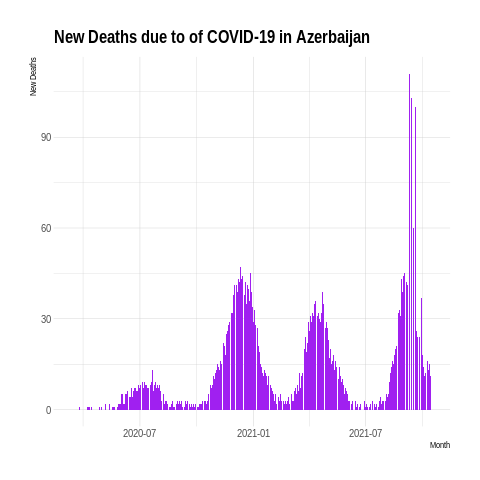 New Deaths due to of COVID-19 in Azerbaijan
New Deaths
90
60
30
0
2020-07
2021-01
2021-07
Month